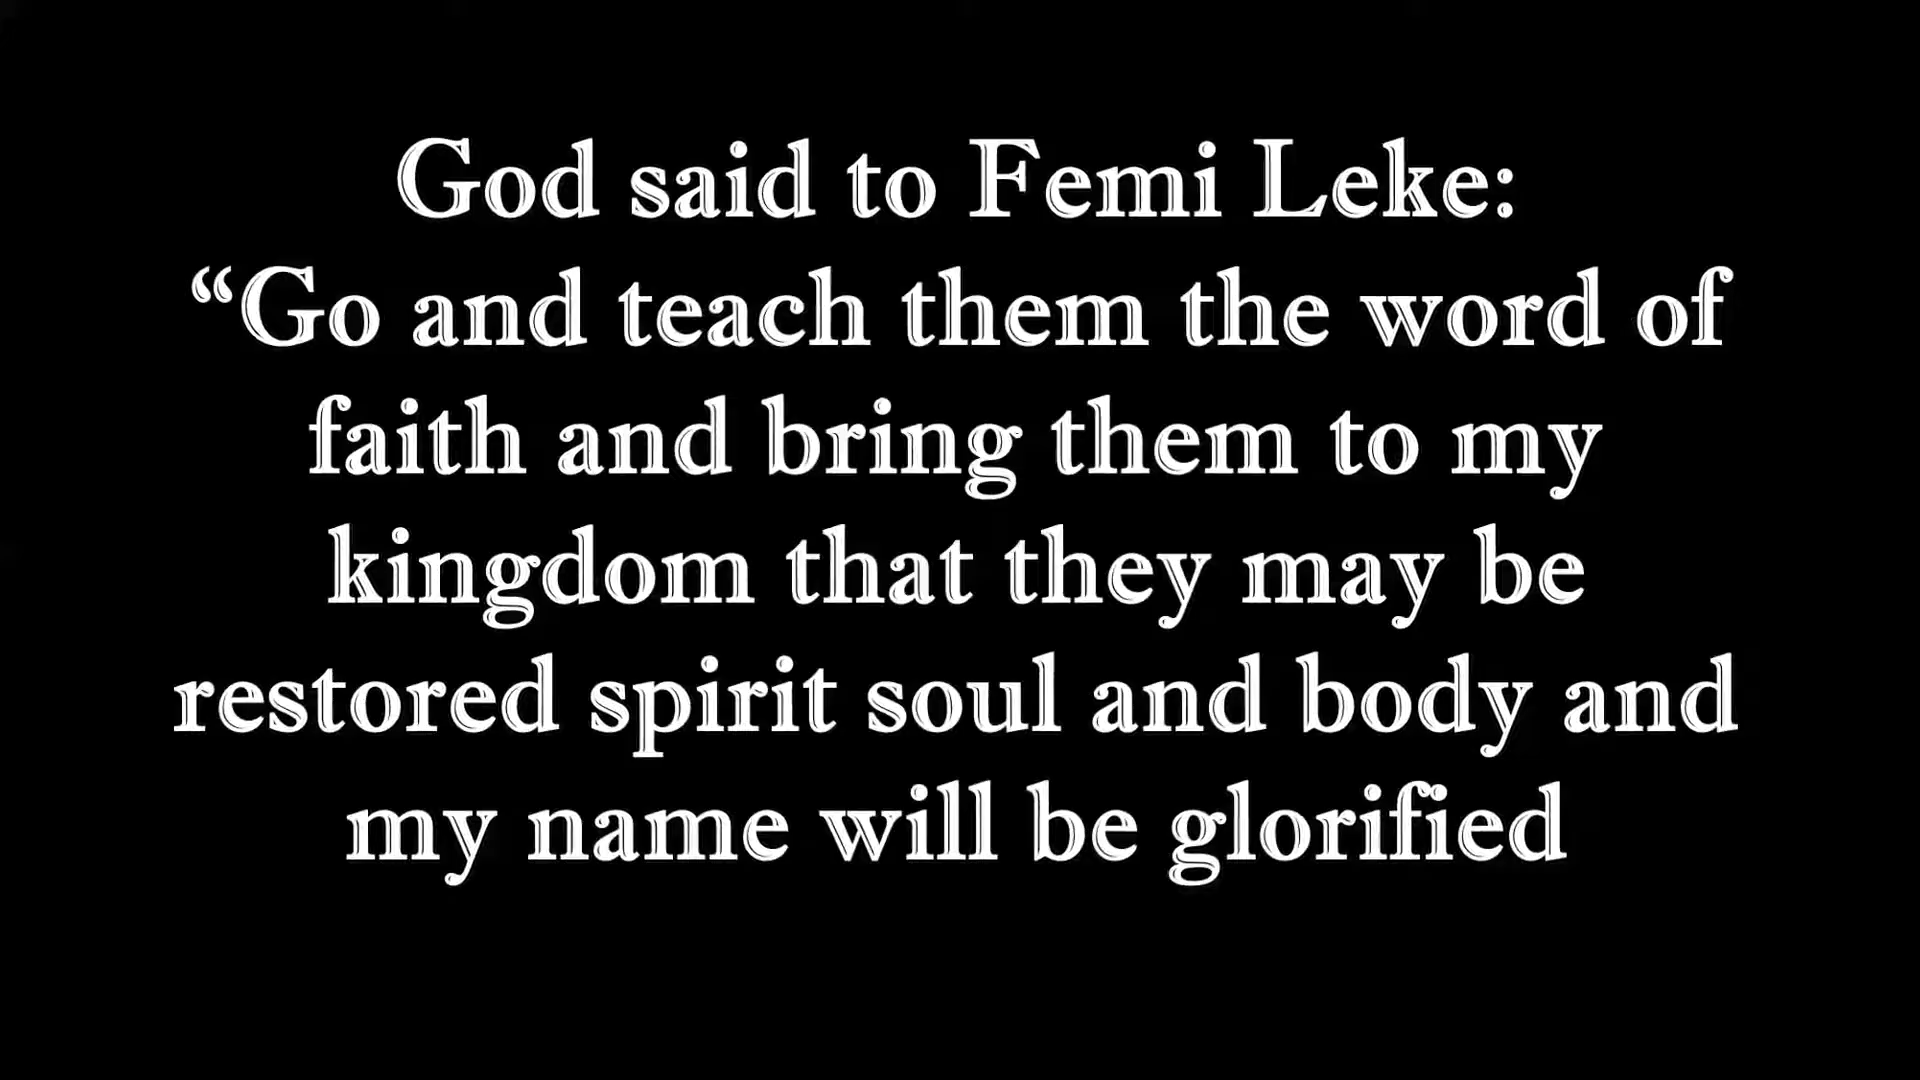 God said to Femi Leke:
“Go and teach them the word of
faith and bring them to my
kingdom that they may be
restored spirit soul and body and
my name will be glorified